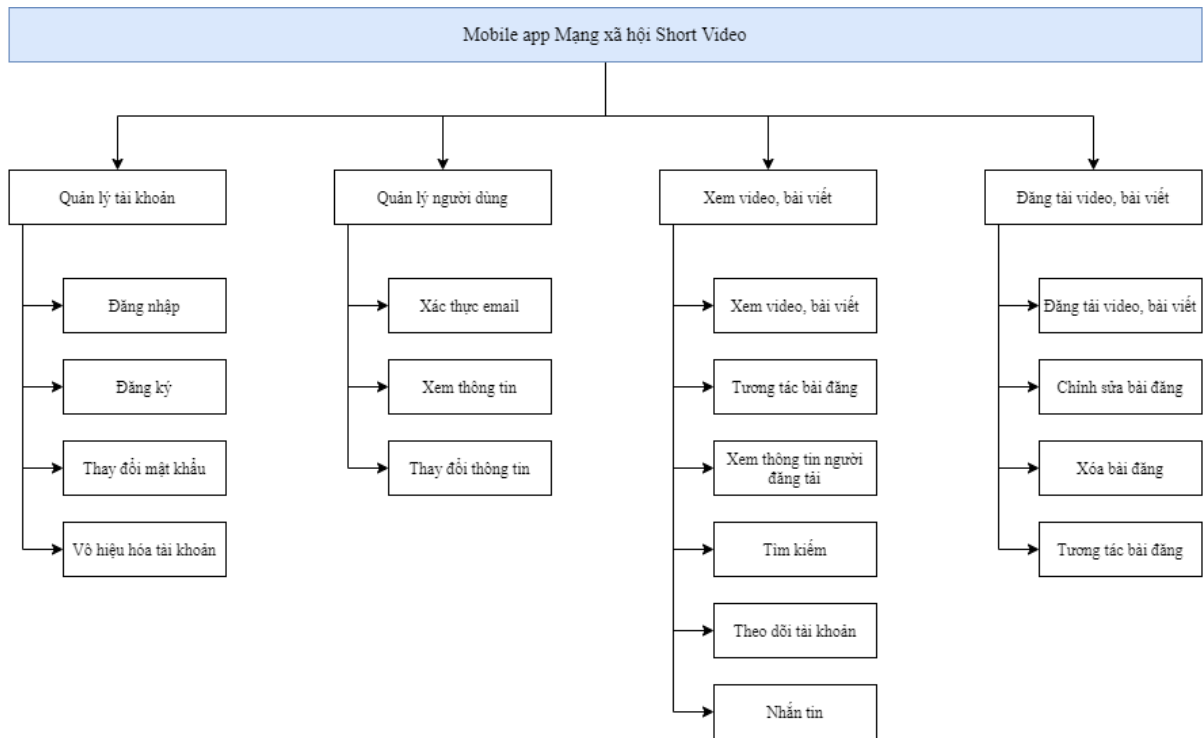 Mobile app Mạng xã hội Short Video
Quản lý tài khoản
Quản lý người dùng
Xem video, bài viết
Đăng tải video, bài viết
Đăng nhập
Xác thực email
Xem video, bài viết
Đăng tải video, bài viết
Đăng ký
Xem thông tin
Tương tác bài đăng
Chỉnh sửa bài đăng
Thay đổi mật khẩu
Thay đổi thông tin
Xem thông tin người
đăng tải
Xóa bài đăng
Vô hiệu hóa tài khoản
Tìm kiếm
Tương tác bài đăng
Theo dõi tài khoản
Nhắn tin